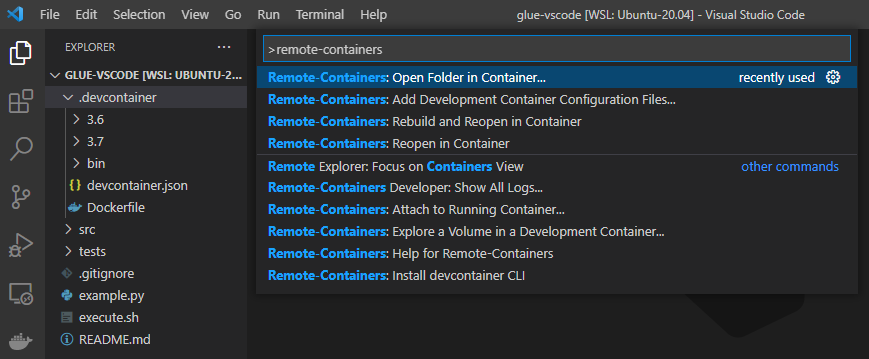 File Edit View Go Run Terminal Help glue-vscode [WSL: Ubuntu-20.04] - Visual Studio Code
EXPLORER
>remote-containers
GLUE-VSCODE [WSL: UBUNTU-2...
Remote-Containers: Open Folder in Container... recently used
.devcontainer
Remote-Containers: Add Development Container Configuration Files...
3.6
Remote-Containers: Rebuild and Reopen in Container
3.7
Remote-Containers: Reopen in Container
bin
Remote Explorer: Focus on Containers View other commands
devcontainer.json
Remote-Containers Developer: Show All Logs...
Dockerfile
Remote-Containers: Attach to Running Container...
src
Remote-Containers: Explore a Volume in a Development Container...
tests
Remote-Containers: Help for Remote-Containers
.gitignore
Remote-Containers: Install devcontainer CLI
example.py
execute.sh
README.md